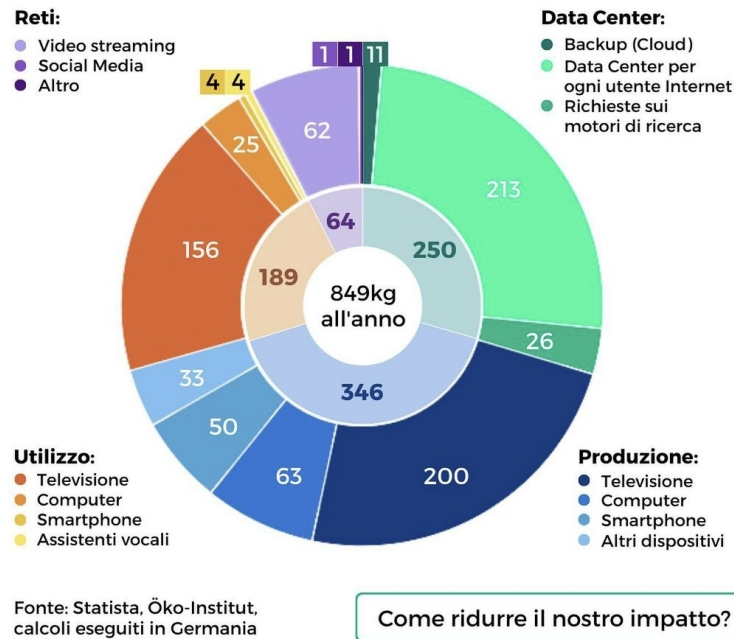 Reti:
Video streaming
Social Media
Altro
Data Center:
Backup (Cloud)
Data Center per
ogni utente Internet
Richieste sui
motori di ricerca
1 1 11
4 4
62
25
213
64
250
156
189
849kg
all'anno
26
33
346
50
63
200
Utilizzo:
Televisione
Computer
Smartphone
Assistenti vocali
Produzione:
Televisione
Computer
Smartphone
Altri dispositivi
Fonte: Statista, Öko-Institut,
calcoli eseguiti in Germania
Come ridurre il nostro impatto?